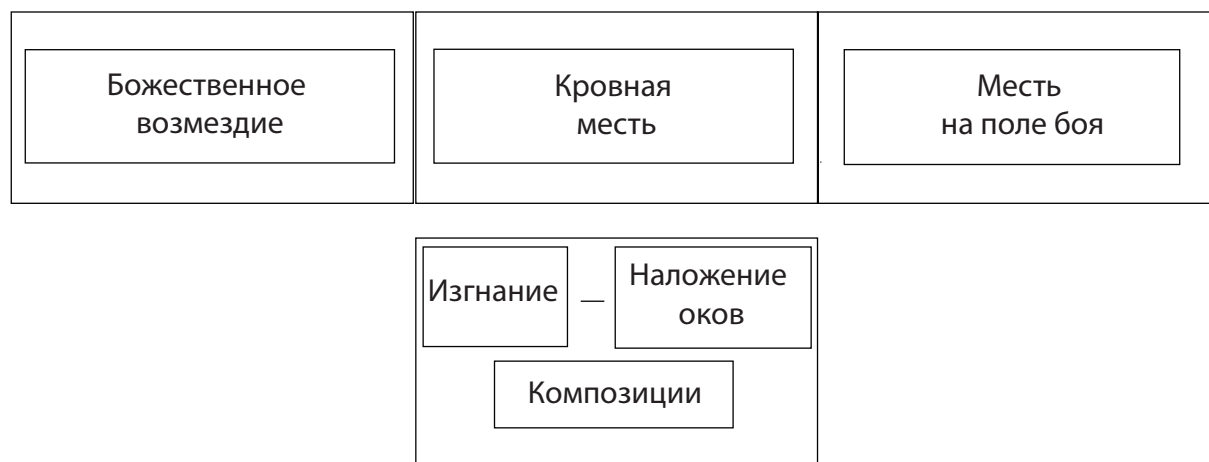 Божественное
возмездие
Кровная
месть
Месть
на поле боя
Изгнание — Наложение
оков
Композиции